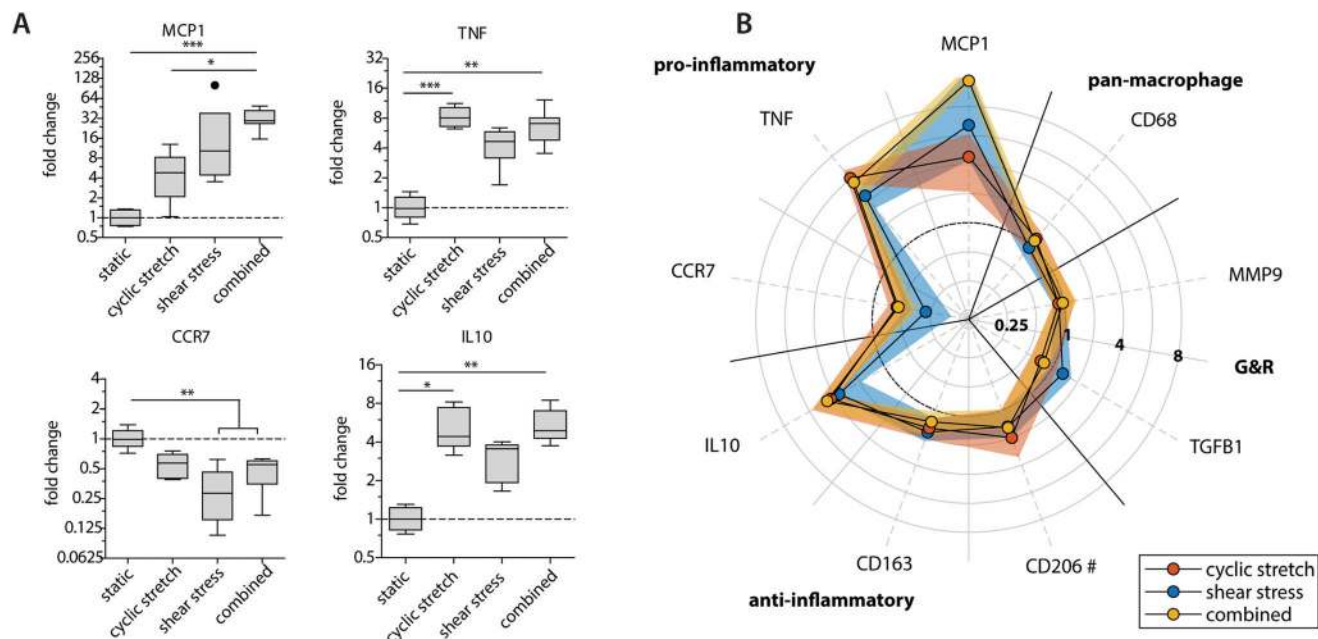 A
MCP1
***
*
fold change
256
128
64
32
16
8
4
2
1
0.5
static
cyclic stretch
shear stress
combined
TNF
**
***
fold change
32
16
8
4
2
1
0.5
static
cyclic stretch
shear stress
combined
CCR7
**
fold change
4
2
1
0.5
0.25
0.125
0.0625
static
cyclic stretch
shear stress
combined
IL10
**
*
fold change
16
8
4
2
1
0.5
static
cyclic stretch
shear stress
combined
B
MCP1
pro-inflammatory
pan-macrophage
TNF
CD68
CCR7
MMP9
0.25
1
4
8
G&R
IL10
TGFB1
CD163
CD206 #
anti-inflammatory
cyclic stretch
shear stress
combined